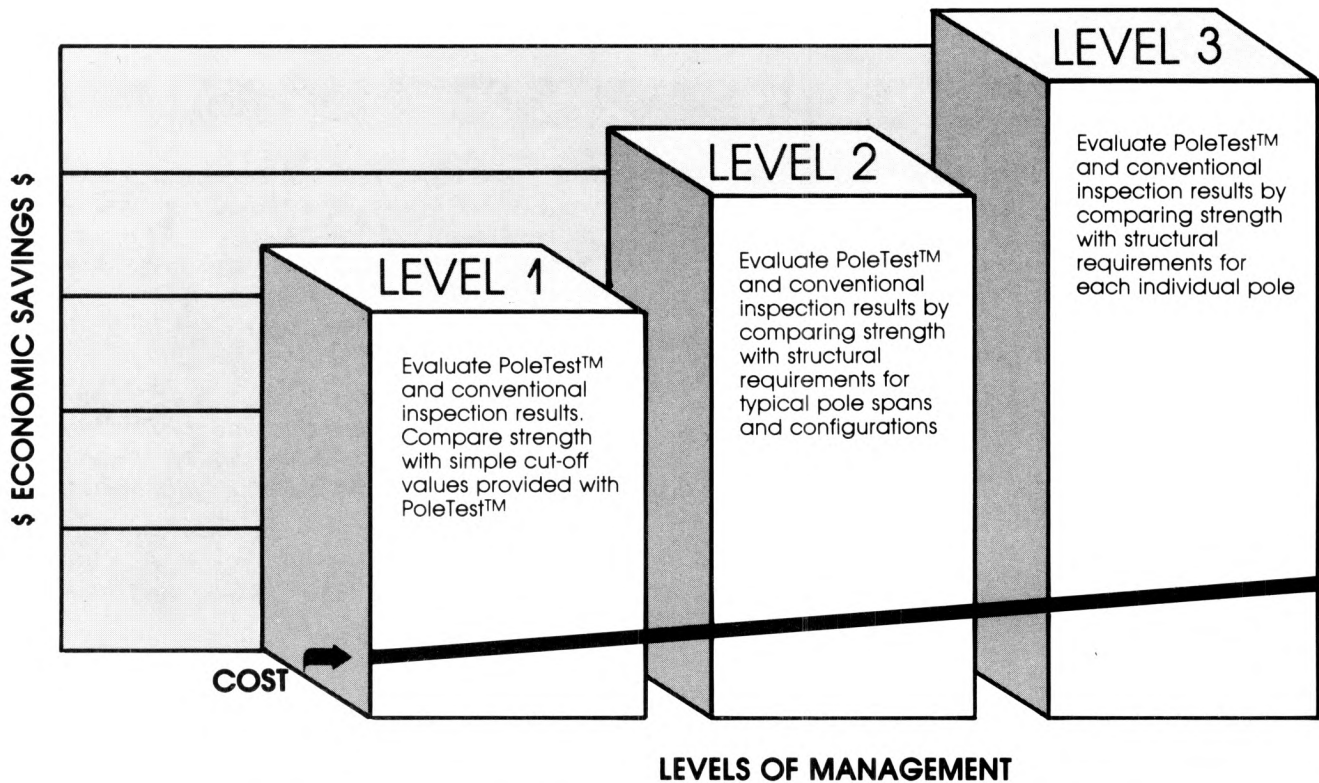 $ ECONOMIC SAVINGS $
LEVEL 1
Evaluate PoleTest™
and conventional
inspection results.
Compare strength
with simple cut-off
values provided with
PoleTest™
LEVEL 2
Evaluate PoleTest™
and conventional
inspection results by
comparing strength
with structural
requirements for
typical pole spans
and configurations
LEVEL 3
Evaluate PoleTest™
and conventional
inspection results by
comparing strength
with structural
requirements for
each individual pole
COST
LEVELS OF MANAGEMENT